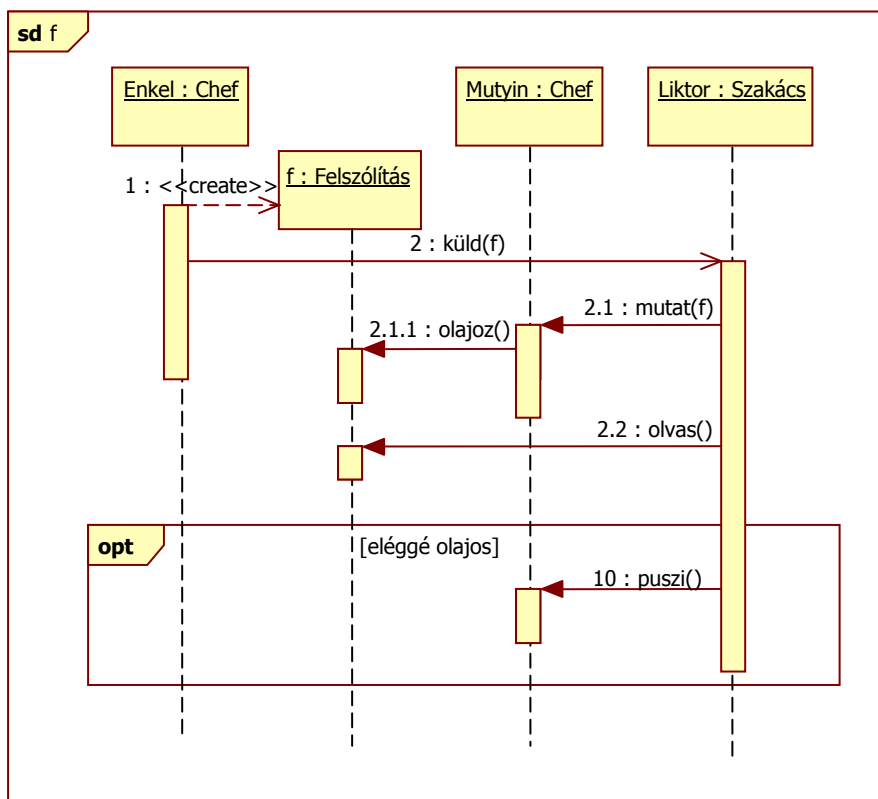 sd f
Enkel : Chef
Mutyin : Chef
Liktor : Szakács
1 : <<create>>
f : Felszólítás
2 : küld(f)
2.1 : mutat(f)
2.1.1 : olajoz()
2.2 : olvas()
opt
[eléggé olajos]
10 : puszi()